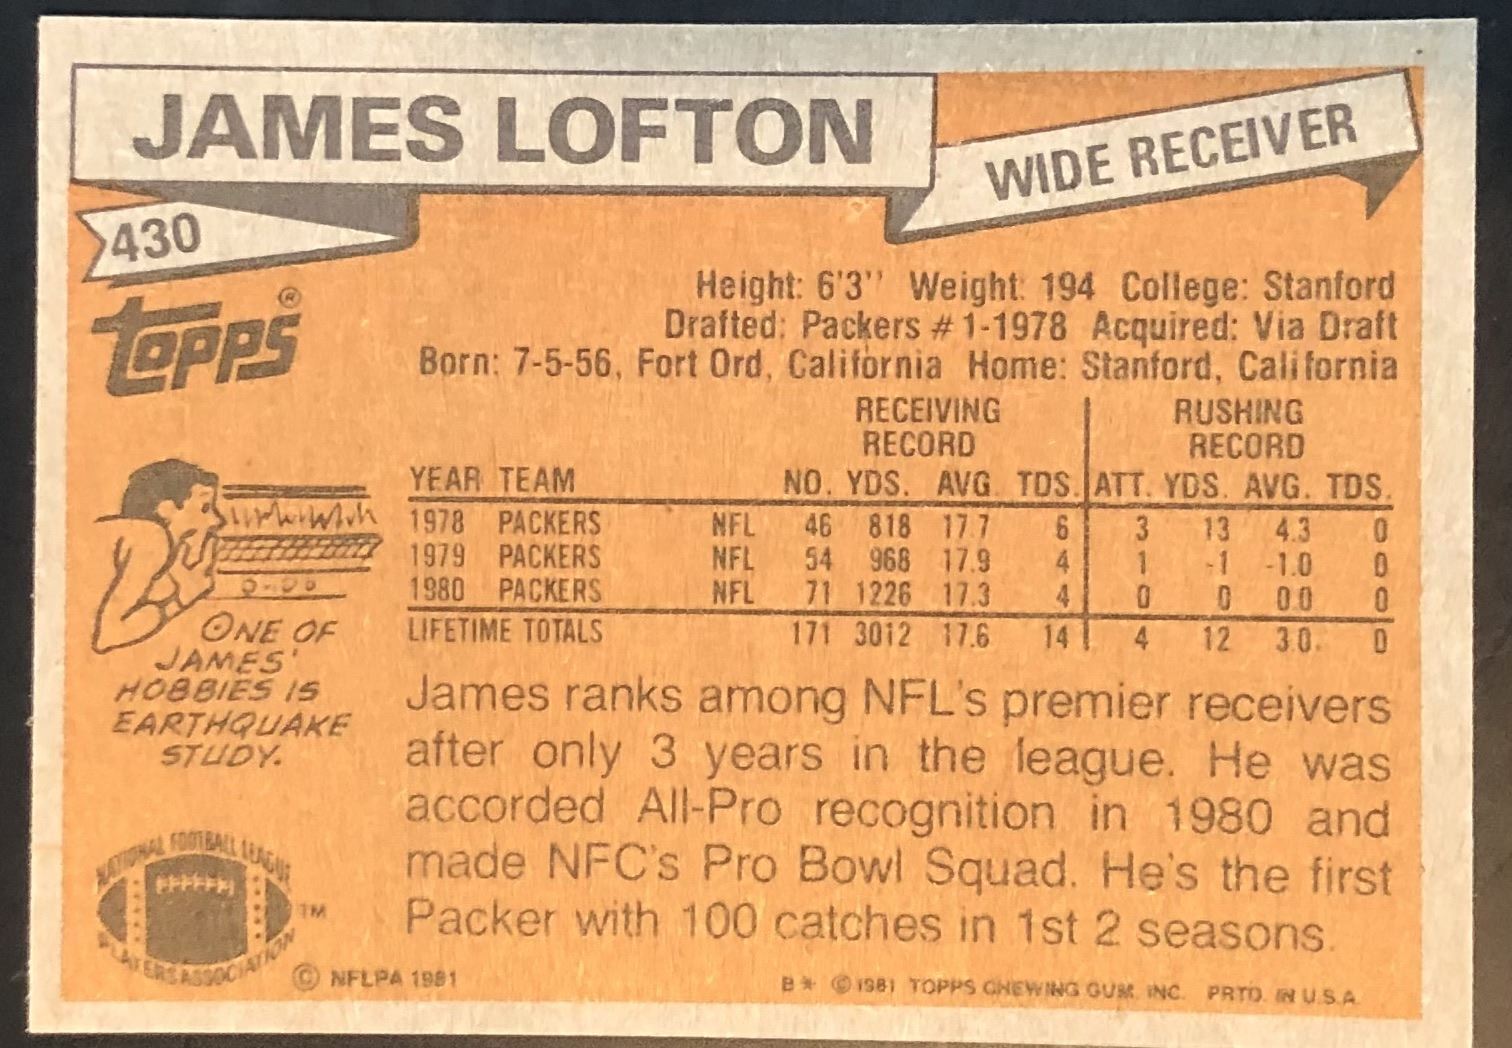 JAMES LOFTON
WIDE RECEIVER
430
TOPPS®
Height: 6'3'' Weight: 194 College: Stanford
Drafted: Packers #1-1978 Acquired: Via Draft
Born: 7-5-56, Fort Ord, California Home: Stanford, California
RECEIVING RECORD RUSHING RECORD
YEAR TEAM NO. YDS. AVG. TDS. ATT. YDS. AVG. TDS.
1978 PACKERS NFL 46 818 17.7 6 3 13 4.3 0
1979 PACKERS NFL 54 968 17.9 4 1 -1 -1.0 0
1980 PACKERS NFL 71 1226 17.3 4 0 0 0.0 0
LIFETIME TOTALS 171 3012 17.6 14 4 12 3.0 0
ONE OF
JAMES'
HOBBIES IS
EARTHQUAKE
STUDY.
James ranks among NFL's premier receivers
after only 3 years in the league. He was
accorded All-Pro recognition in 1980 and
made NFC's Pro Bowl Squad. He's the first
Packer with 100 catches in 1st 2 seasons.
NATIONAL FOOTBALL LEAGUE
PLAYERS ASSOCIATION
TM
© NFLPA 1981
B* © 1981 TOPPS CHEWING GUM, INC. PRTD. IN U.S.A.